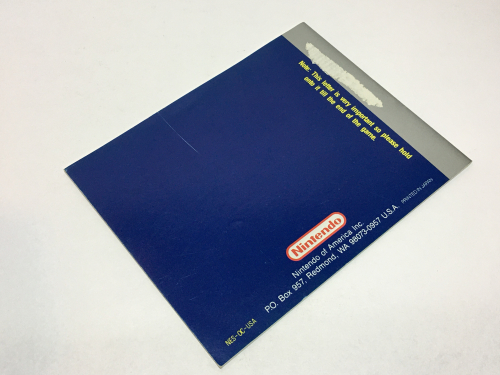 Note: This letter is very important so please hold
onto it till the end of the game.
Nintendo
Nintendo of America Inc.
P.O. Box 957, Redmond, WA 98073-0957 U.S.A.
PRINTED IN JAPAN
NES-OC-USA